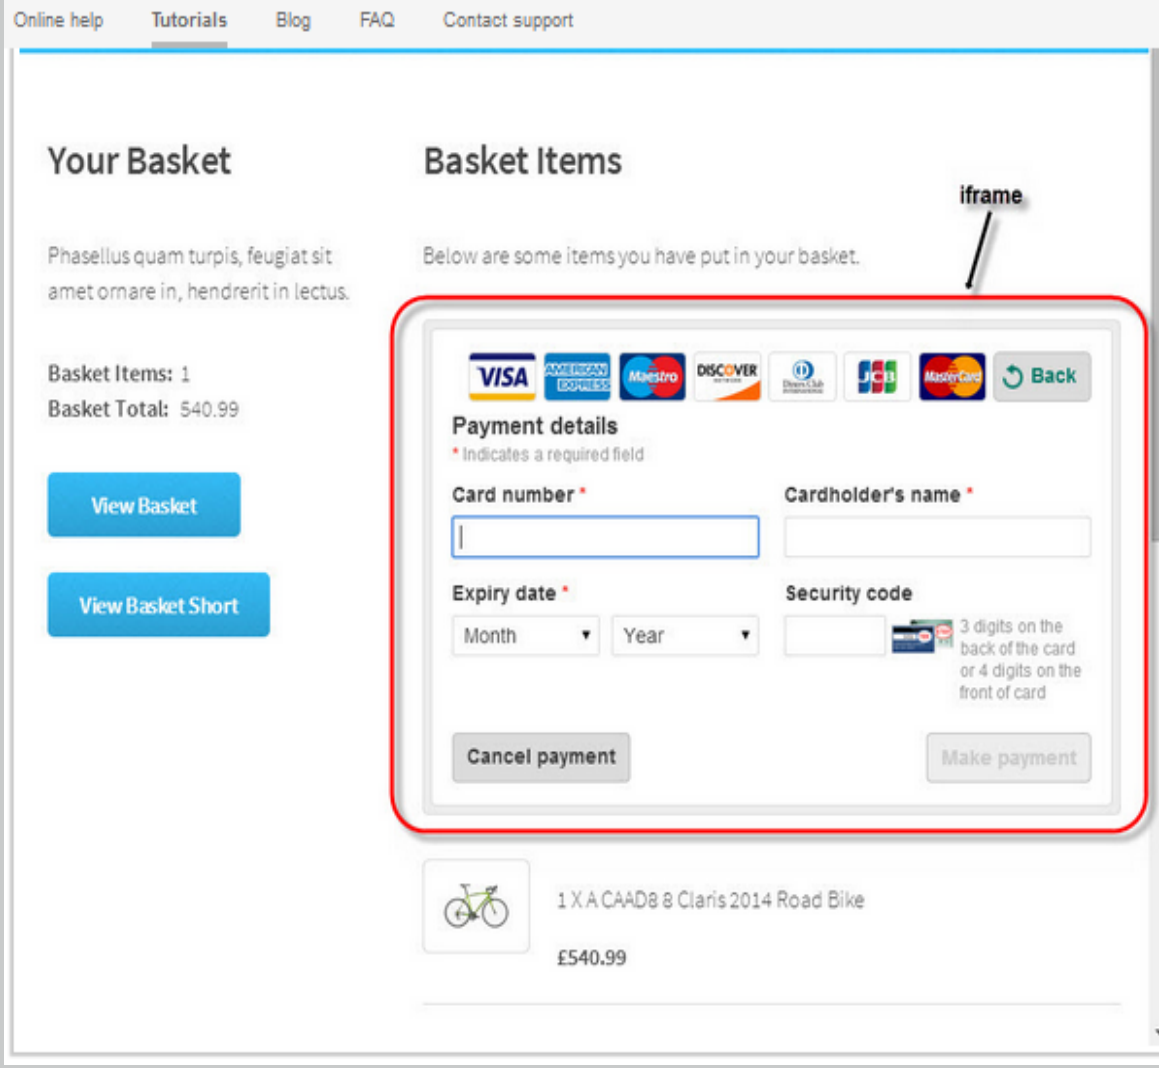 Online help Tutorials Blog FAQ Contact support
Your Basket
Phasellus quam turpis, feugiat sit
amet ornare in, hendrerit in lectus.
Basket Items: 1
Basket Total: 540.99
View Basket
View Basket Short
Basket Items
Below are some items you have put in your basket.
iframe
VISA AMERICAN EXPRESS Maestro DISCOVER NETWORK Diners Club INTERNATIONAL JCB MasterCard Back
Payment details
* Indicates a required field
Card number *
Cardholder's name *
Expiry date *
Month Year
Security code
3 digits on the
back of the card
or 4 digits on the
front of card
Cancel payment
Make payment
1 X A CAAD8 8 Claris 2014 Road Bike
£540.99